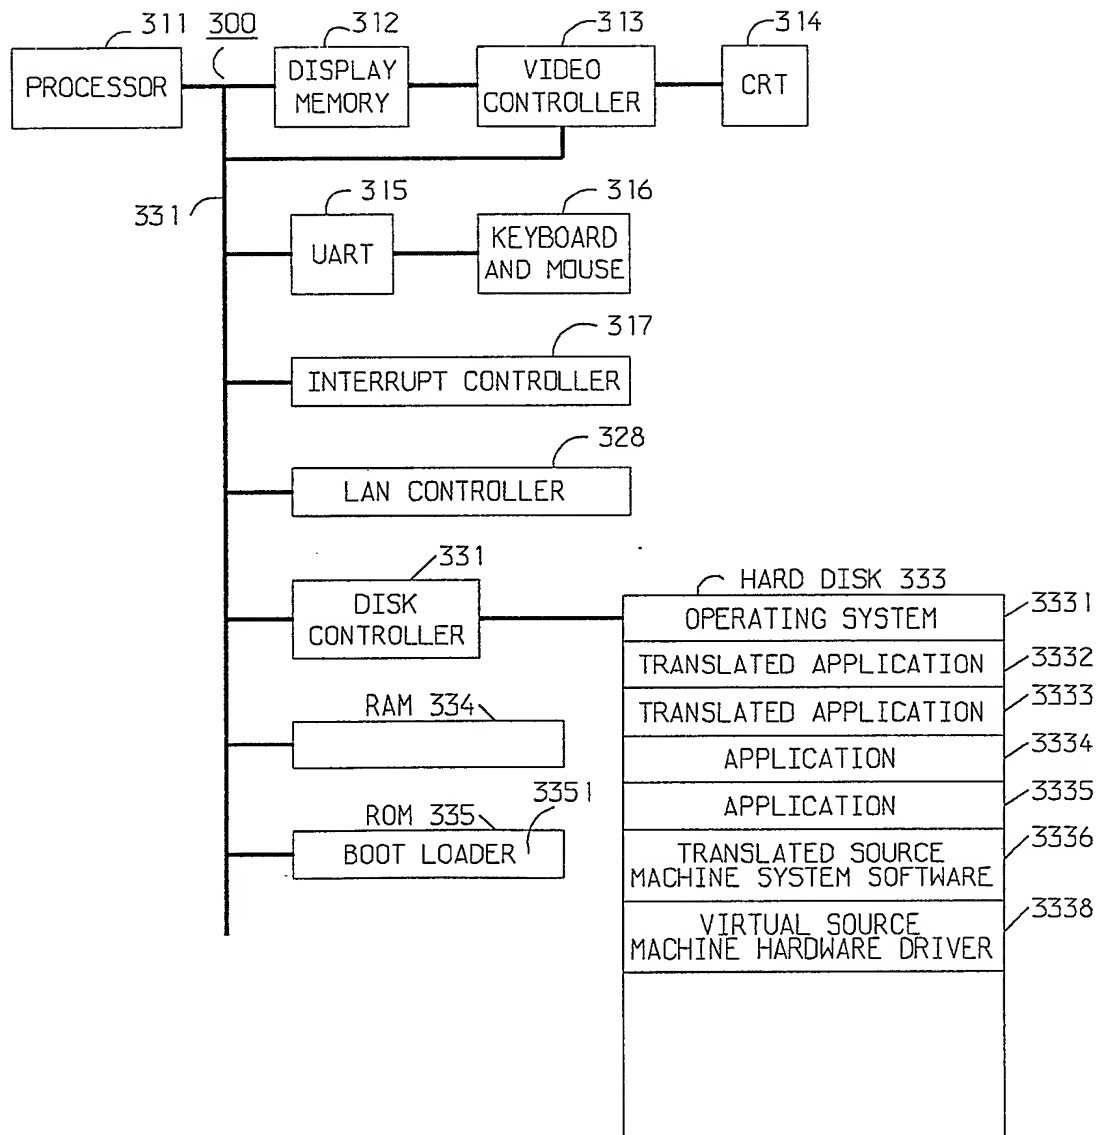 311 300 312 313 314
PROCESSOR
DISPLAY
MEMORY
VIDEO
CONTROLLER
CRT
331
315 316
UART
KEYBOARD
AND MOUSE
317
INTERRUPT CONTROLLER
328
LAN CONTROLLER
331
DISK
CONTROLLER
HARD DISK 333
OPERATING SYSTEM 3331
TRANSLATED APPLICATION 3332
TRANSLATED APPLICATION 3333
APPLICATION 3334
APPLICATION 3335
TRANSLATED SOURCE
MACHINE SYSTEM SOFTWARE 3336
VIRTUAL SOURCE
MACHINE HARDWARE DRIVER 3338
RAM 334
ROM 335 3351
BOOT LOADER